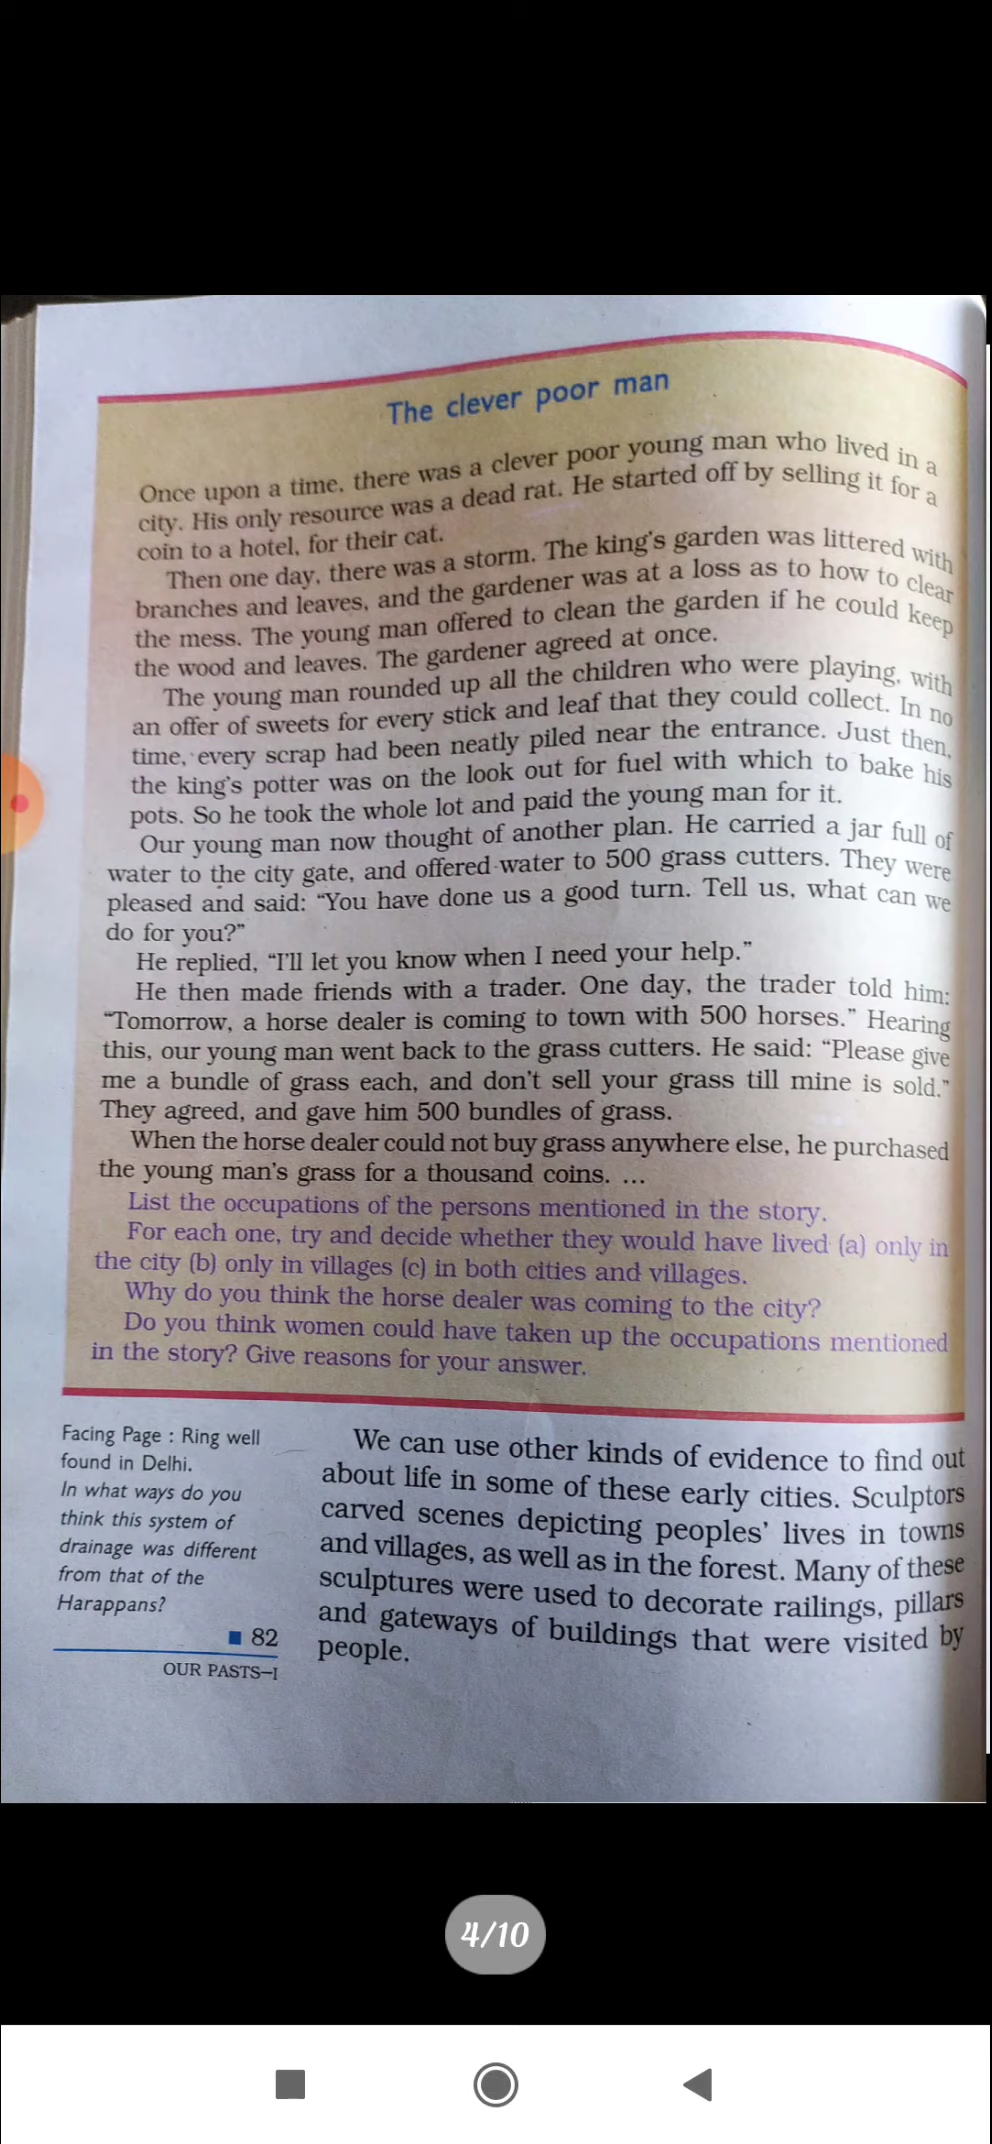 The clever poor man
Once upon a time, there was a clever poor young man who lived in a
city. His only resource was a dead rat. He started off by selling it for a
coin to a hotel, for their cat.
Then one day, there was a storm. The king's garden was littered with
branches and leaves, and the gardener was at a loss as to how to clear
the mess. The young man offered to clean the garden if he could keep
the wood and leaves. The gardener agreed at once.
The young man rounded up all the children who were playing, with
an offer of sweets for every stick and leaf that they could collect. In no
time, every scrap had been neatly piled near the entrance. Just then,
the king's potter was on the look out for fuel with which to bake his
pots. So he took the whole lot and paid the young man for it.
Our young man now thought of another plan. He carried a jar full of
water to the city gate, and offered water to 500 grass cutters. They were
pleased and said: “You have done us a good turn. Tell us, what can we
do for you?”
He replied, “I'll let you know when I need your help.”
He then made friends with a trader. One day, the trader told him:
“Tomorrow, a horse dealer is coming to town with 500 horses.” Hearing
this, our young man went back to the grass cutters. He said: “Please give
me a bundle of grass each, and don't sell your grass till mine is sold.”
They agreed, and gave him 500 bundles of grass.
When the horse dealer could not buy grass anywhere else, he purchased
the young man's grass for a thousand coins. ...
List the occupations of the persons mentioned in the story.
For each one, try and decide whether they would have lived (a) only in
the city (b) only in villages (c) in both cities and villages.
Why do you think the horse dealer was coming to the city?
Do you think women could have taken up the occupations mentioned
in the story? Give reasons for your answer.
Facing Page : Ring well
found in Delhi.
In what ways do you
think this system of
drainage was different
from that of the
Harappans?
82
OUR PASTS–I
We can use other kinds of evidence to find out
about life in some of these early cities. Sculptors
carved scenes depicting peoples' lives in towns
and villages, as well as in the forest. Many of these
sculptures were used to decorate railings, pillars
and gateways of buildings that were visited by
people.
4/10